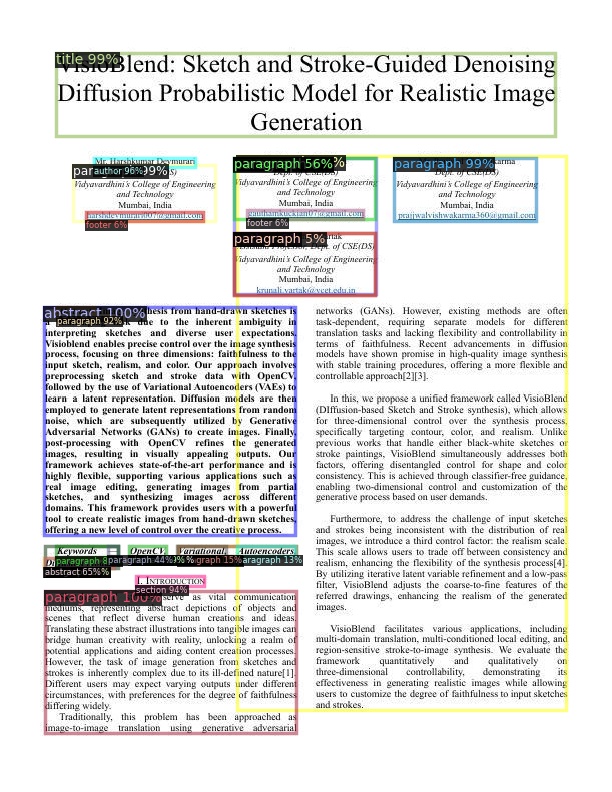 VisioBlend: Sketch and Stroke-Guided Denoising
Diffusion Probabilistic Model for Realistic Image
Generation
title 99%
Mr. Harshkumar Devmurari
author 96%
Vidyavardhini's College of Engineering
and Technology
Mumbai, India
footer 6%
paragraph 56%
Dept. of CSE(DS)
Vidyavardhini's College of Engineering
and Technology
Mumbai, India
footer 6%
paragraph 5%
Assistant Professor, Dept. of CSE(DS)
Vidyavardhini's College of Engineering
and Technology
Mumbai, India
krunali.vartak@vcet.edu.in
paragraph 99%
Dept. of CSE(DS)
Vidyavardhini's College of Engineering
and Technology
Mumbai, India
prajjwalvishwakarma360@gmail.com
abstract 100%
paragraph 92%
hesis from hand-drawn sketches is
due to the inherent ambiguity in
interpreting sketches and diverse user expectations.
Visioblend enables precise control over the image synthesis
process, focusing on three dimensions: faithfulness to the
input sketch, realism, and color. Our approach involves
preprocessing sketch and stroke data with OpenCV,
followed by the use of Variational Autoencoders (VAEs) to
learn a latent representation. Diffusion models are then
employed to generate latent representations from random
noise, which are subsequently utilized by Generative
Adversarial Networks (GANs) to create images. Finally,
post-processing with OpenCV refines the generated
images, resulting in visually appealing outputs. Our
framework achieves state-of-the-art performance and is
highly flexible, supporting various applications such as
real image editing, generating images from partial
sketches, and synthesizing images across different
domains. This framework provides users with a powerful
tool to create realistic images from hand-drawn sketches,
offering a new level of control over the creative process.
Keywords OpenCV, Variational Autoencoders
paragraph 44%
paragraph 15%
paragraph 13%
abstract 65%
I. INTRODUCTION
section 94%
paragraph 100%
serve as vital communication
mediums, representing abstract depictions of objects and
scenes that reflect diverse human creations and ideas.
Translating these abstract illustrations into tangible images can
bridge human creativity with reality, unlocking a realm of
potential applications and aiding content creation processes.
However, the task of image generation from sketches and
strokes is inherently complex due to its ill-defined nature[1].
Different users may expect varying outputs under different
circumstances, with preferences for the degree of faithfulness
differing widely.
Traditionally, this problem has been approached as
image-to-image translation using generative adversarial
networks (GANs). However, existing methods are often
task-dependent, requiring separate models for different
translation tasks and lacking flexibility and controllability in
terms of faithfulness. Recent advancements in diffusion
models have shown promise in high-quality image synthesis
with stable training procedures, offering a more flexible and
controllable approach[2][3].
In this, we propose a unified framework called VisioBlend
(DIffusion-based Sketch and Stroke synthesis), which allows
for three-dimensional control over the synthesis process,
specifically targeting contour, color, and realism. Unlike
previous works that handle either black-white sketches or
stroke paintings, VisioBlend simultaneously addresses both
factors, offering disentangled control for shape and color
consistency. This is achieved through classifier-free guidance,
enabling two-dimensional control and customization of the
generative process based on user demands.
Furthermore, to address the challenge of input sketches
and strokes being inconsistent with the distribution of real
images, we introduce a third control factor: the realism scale.
This scale allows users to trade off between consistency and
realism, enhancing the flexibility of the synthesis process[4].
By utilizing iterative latent variable refinement and a low-pass
filter, VisioBlend adjusts the coarse-to-fine features of the
referred drawings, enhancing the realism of the generated
images.
VisioBlend facilitates various applications, including
multi-domain translation, multi-conditioned local editing, and
region-sensitive stroke-to-image synthesis. We evaluate the
framework quantitatively and qualitatively on
three-dimensional controllability, demonstrating its
effectiveness in generating realistic images while allowing
users to customize the degree of faithfulness to input sketches
and strokes.